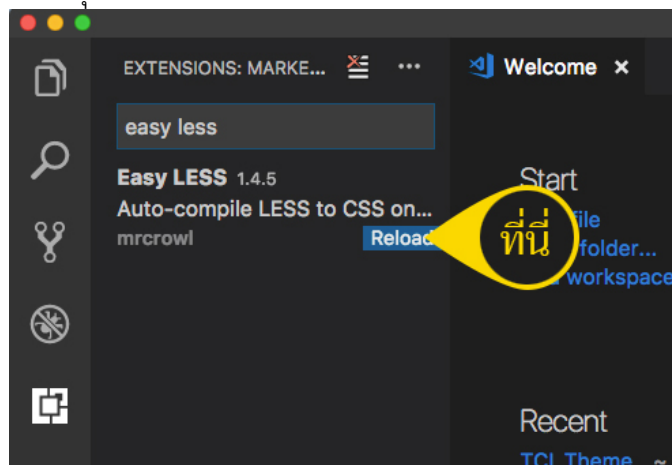 EXTENSIONS: MARKE...
Welcome
easy less
Easy LESS 1.4.5
Auto-compile LESS to CSS on...
mrcrowl
Reload
ที่นี่
Start
file
folder...
workspace
Recent
TCL Theme ~